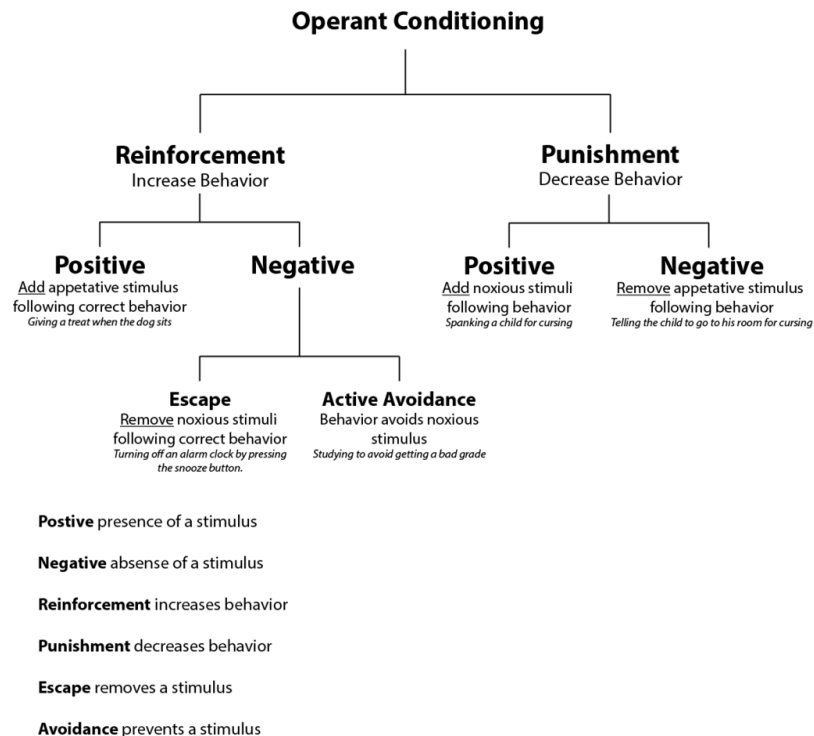 Operant Conditioning
Reinforcement
Increase Behavior
Punishment
Decrease Behavior
Positive
Add appetative stimulus
following correct behavior
Giving a treat when the dog sits
Negative
Positive
Add noxious stimuli
following behavior
Spanking a child for cursing
Negative
Remove appetative stimulus
following behavior
Telling the child to go to his room for cursing
Escape
Remove noxious stimuli
following correct behavior
Turning off an alarm clock by pressing
the snooze button.
Active Avoidance
Behavior avoids noxious
stimulus
Studying to avoid getting a bad grade
Postive presence of a stimulus
Negative absense of a stimulus
Reinforcement increases behavior
Punishment decreases behavior
Escape removes a stimulus
Avoidance prevents a stimulus